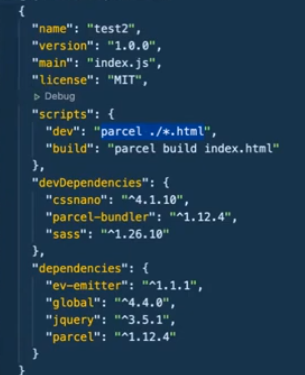 {
"name": "test2",
"version": "1.0.0",
"main": "index.js",
"license": "MIT",
▷ Debug
"scripts": {
"dev": "parcel ./*.html",
"build": "parcel build index.html"
},
"devDependencies": {
"cssnano": "^4.1.10",
"parcel-bundler": "^1.12.4",
"sass": "^1.26.10"
},
"dependencies": {
"ev-emitter": "^1.1.1",
"global": "^4.4.0",
"jquery": "^3.5.1",
"parcel": "^1.12.4"
}
}